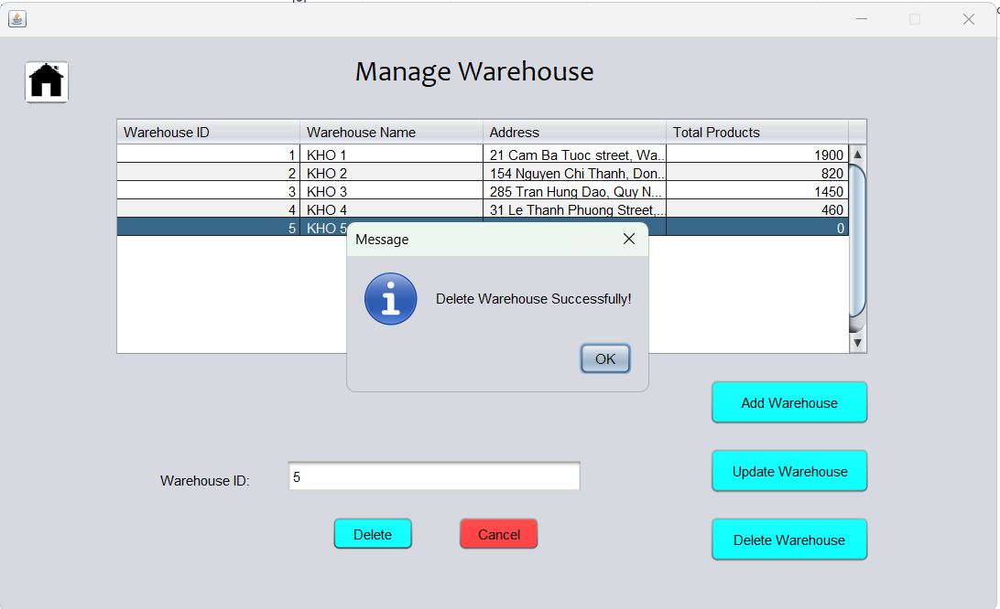 Manage Warehouse
Warehouse ID Warehouse Name Address Total Products
1 KHO 1 21 Cam Ba Tuoc street, Wa... 1900
2 KHO 2 154 Nguyen Chi Thanh, Don... 820
3 KHO 3 285 Tran Hung Dao, Quy N... 1450
4 KHO 4 31 Le Thanh Phuong Street,... 460
5 KHO 5 0
Message
Delete Warehouse Successfully!
OK
Add Warehouse
Warehouse ID: 5
Update Warehouse
Delete Cancel
Delete Warehouse